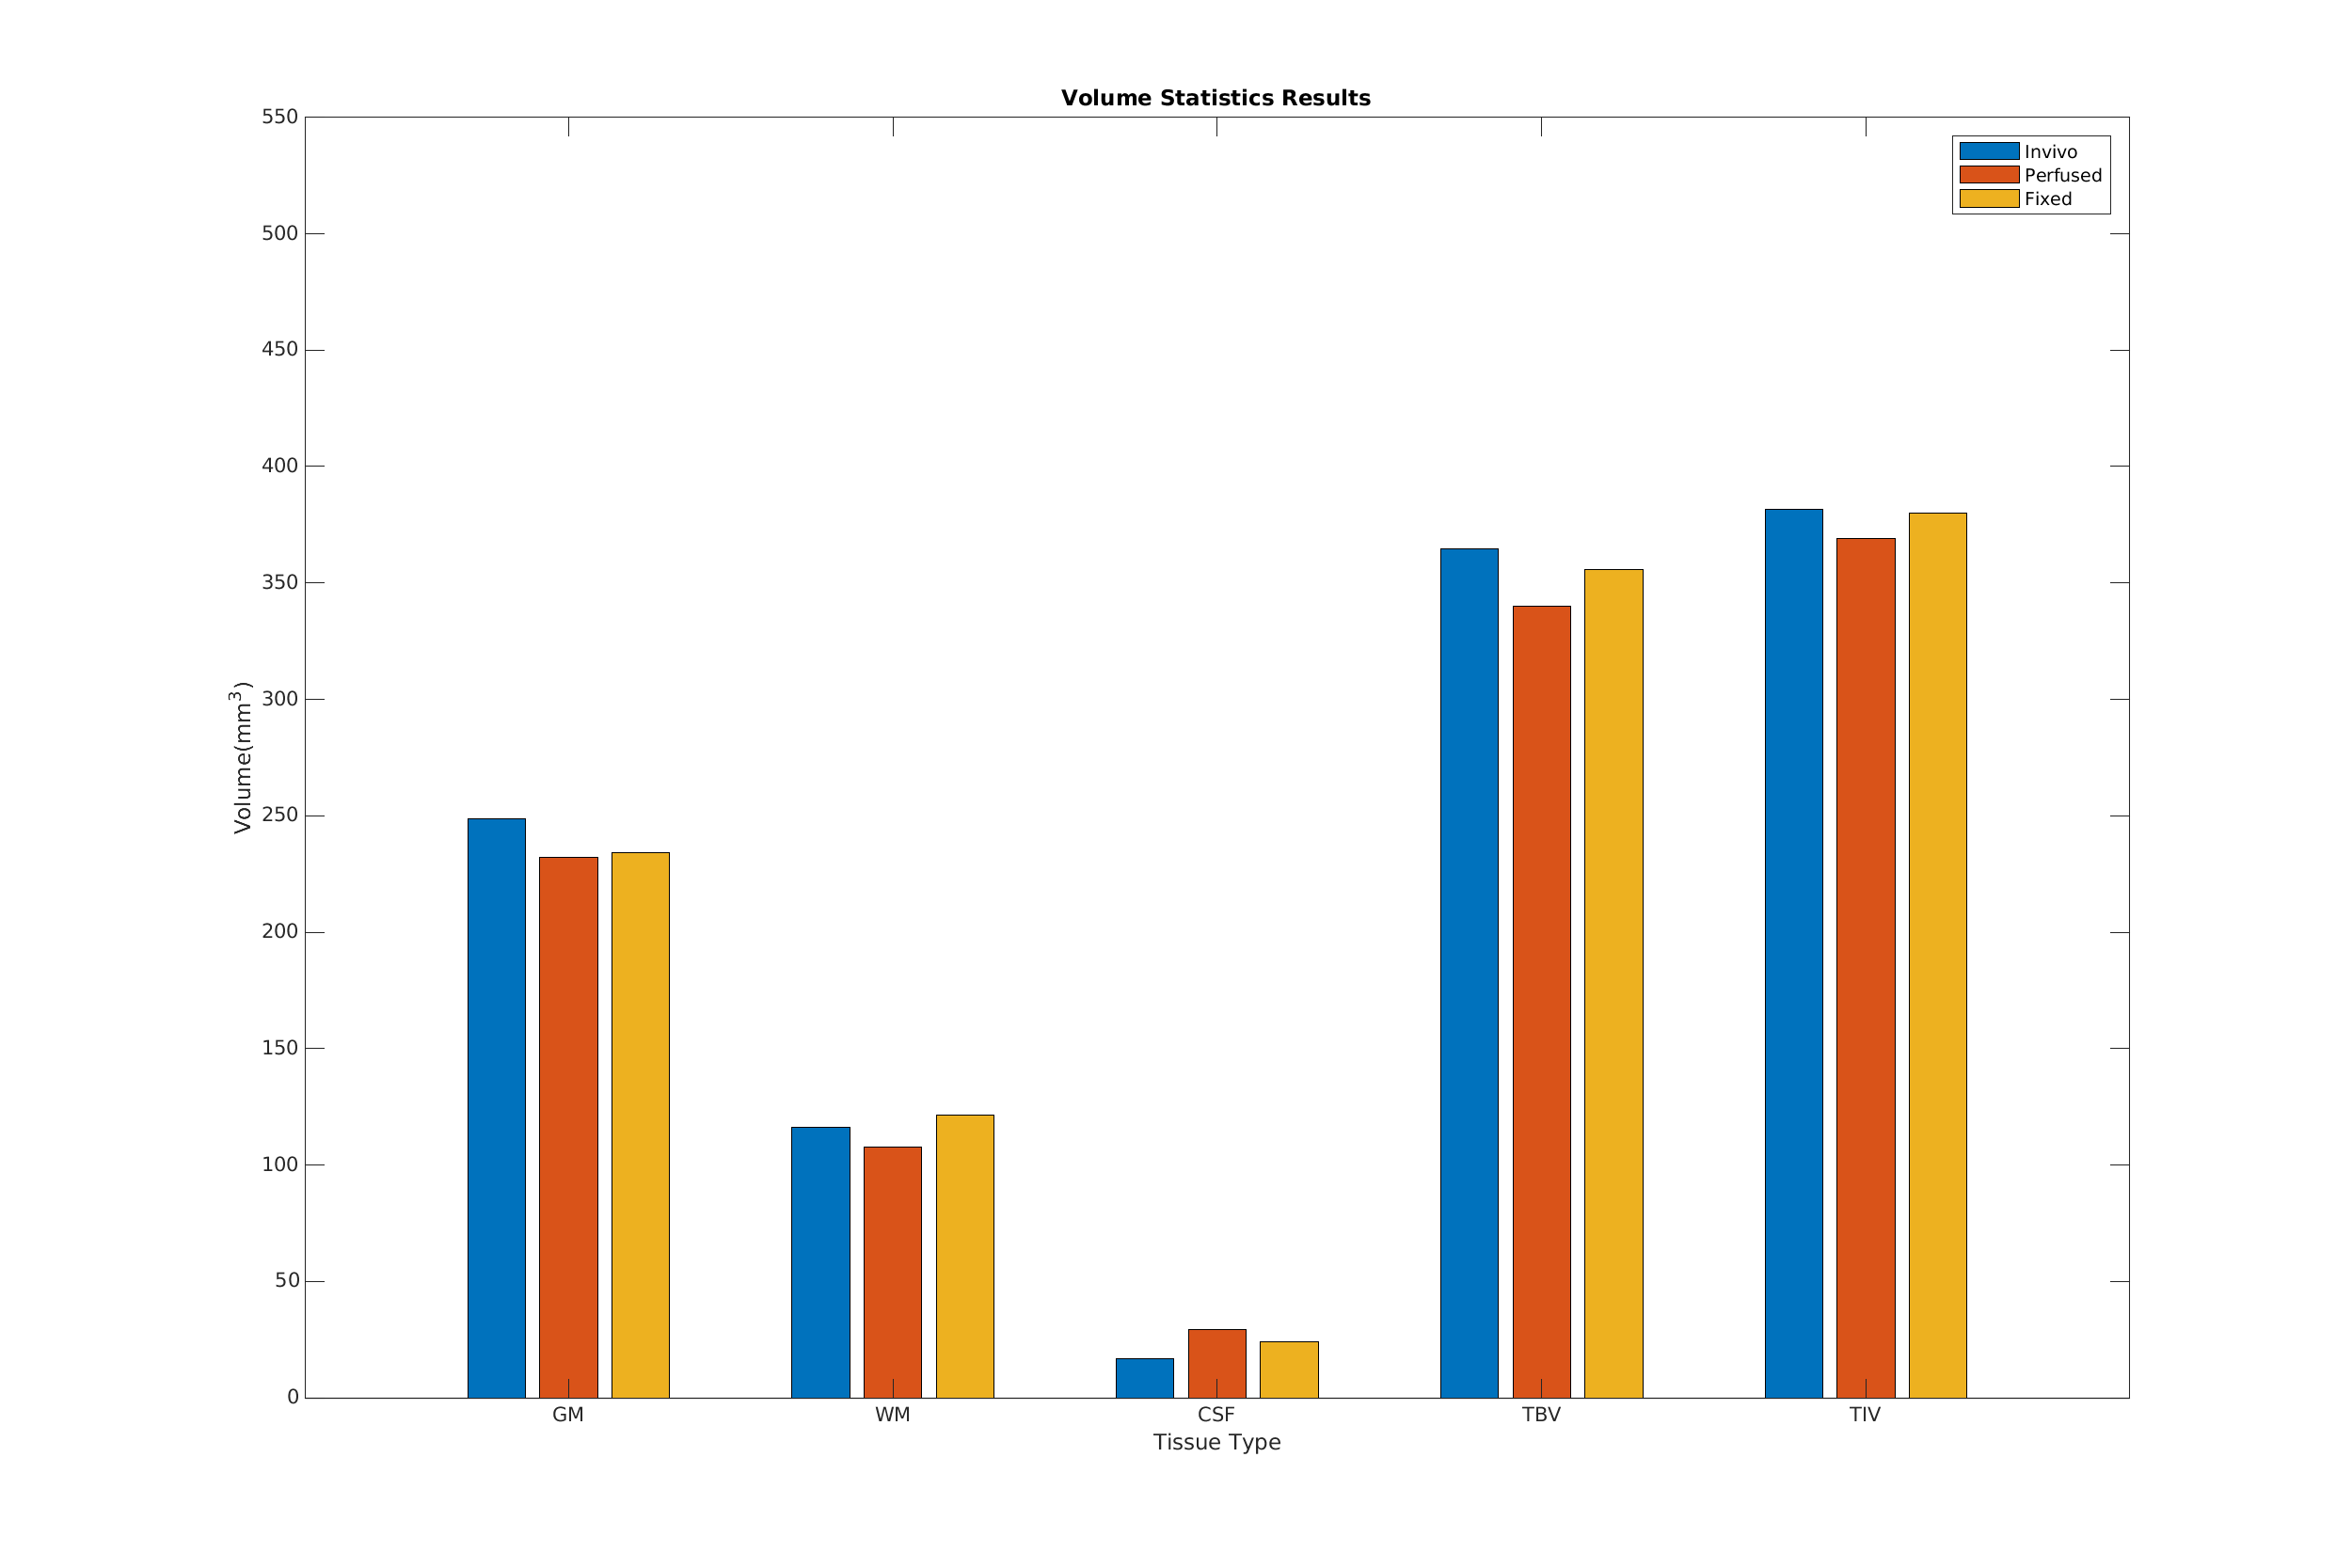 Volume Statistics Results
550
500
450
400
350
300
250
200
150
100
50
0
Volume(mm³)
Invivo
Perfused
Fixed
GM WM CSF TBV TIV
Tissue Type